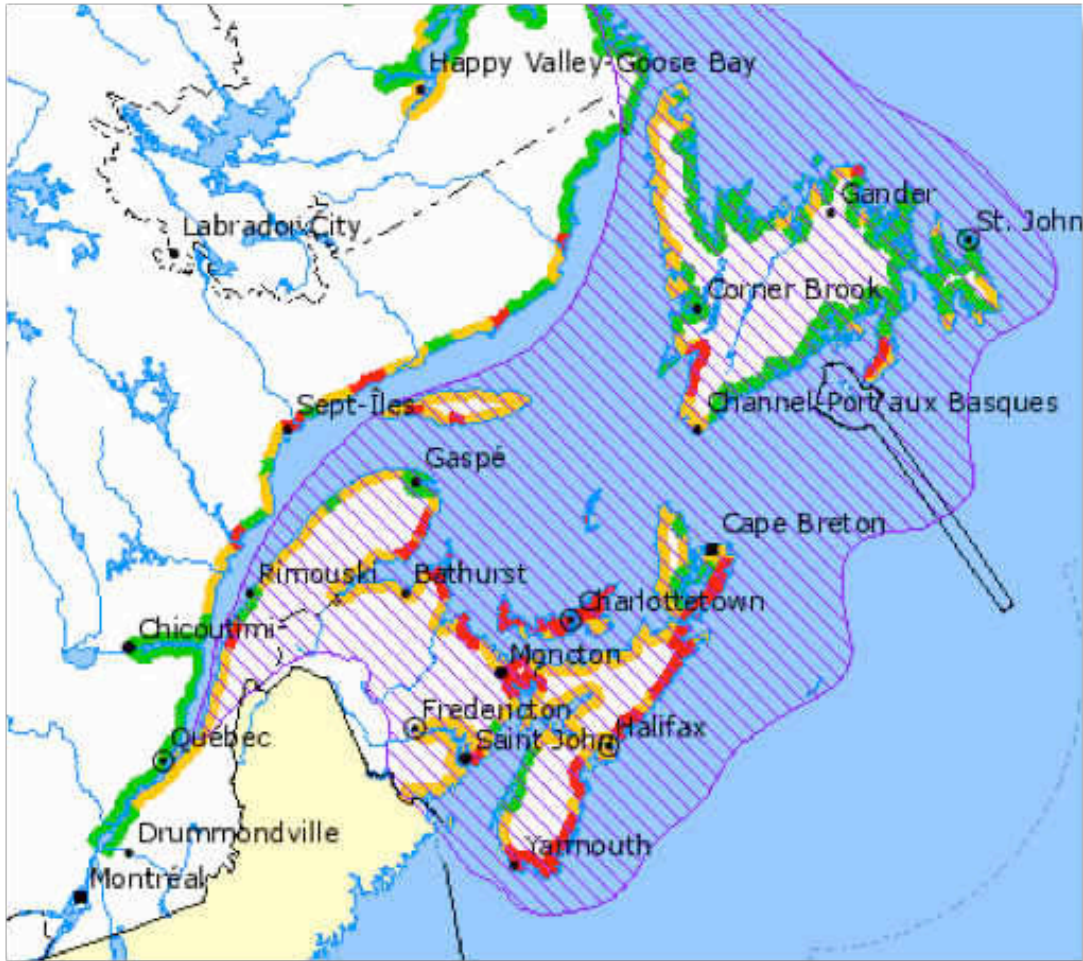 Happy Valley-Goose Bay
Labrador City
Gander
St. John
Corner Brook
Sept-Îles
Channel-Port aux Basques
Gaspé
Cape Breton
Rimouski
Bathurst
Charlottetown
Chicoutimi
Moncton
Fredericton
Québec
Saint John
Halifax
Drummondville
Yarmouth
Montréal